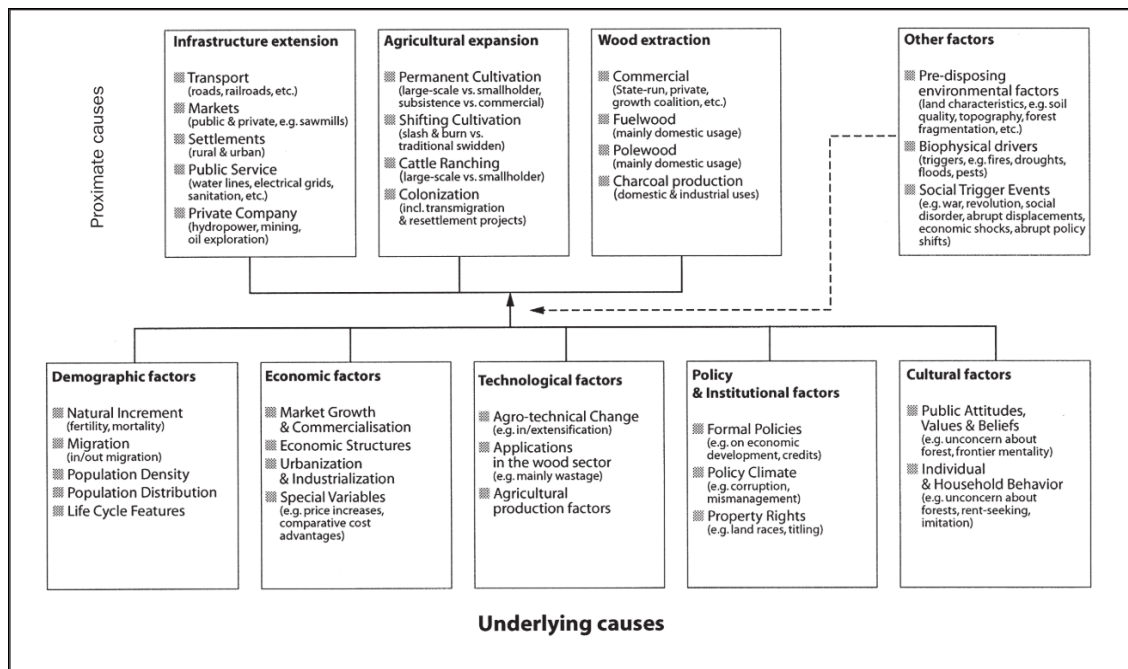 Proximate causes
Infrastructure extension
Transport
(roads, railroads, etc.)
Markets
(public & private, e.g. sawmills)
Settlements
(rural & urban)
Public Service
(water lines, electrical grids,
sanitation, etc.)
Private Company
(hydropower, mining,
oil exploration)
Agricultural expansion
Permanent Cultivation
(large-scale vs. smallholder,
subsistence vs. commercial)
Shifting Cultivation
(slash & burn vs.
traditional swidden)
Cattle Ranching
(large-scale vs. smallholder)
Colonization
(incl. transmigration
& resettlement projects)
Wood extraction
Commercial
(State-run, private,
growth coalition, etc.)
Fuelwood
(mainly domestic usage)
Polewood
(mainly domestic usage)
Charcoal production
(domestic & industrial uses)
Other factors
Pre-disposing
environmental factors
(land characteristics, e.g. soil
quality, topography, forest
fragmentation, etc.)
Biophysical drivers
(triggers, e.g. fires, droughts,
floods, pests)
Social Trigger Events
(e.g. war, revolution, social
disorder, abrupt displacements,
economic shocks, abrupt policy
shifts)
Demographic factors
Natural Increment
(fertility, mortality)
Migration
(in/out migration)
Population Density
Population Distribution
Life Cycle Features
Economic factors
Market Growth
& Commercialisation
Economic Structures
Urbanization
& Industrialization
Special Variables
(e.g. price increases,
comparative cost
advantages)
Technological factors
Agro-technical Change
(e.g. in/extensification)
Applications
in the wood sector
(e.g. mainly wastage)
Agricultural
production factors
Policy
& Institutional factors
Formal Policies
(e.g. on economic
development, credits)
Policy Climate
(e.g. corruption,
mismanagement)
Property Rights
(e.g. land races, titling)
Cultural factors
Public Attitudes,
Values & Beliefs
(e.g. unconcern about
forest, frontier mentality)
Individual
& Household Behavior
(e.g. unconcern about
forests, rent-seeking,
imitation)
Underlying causes